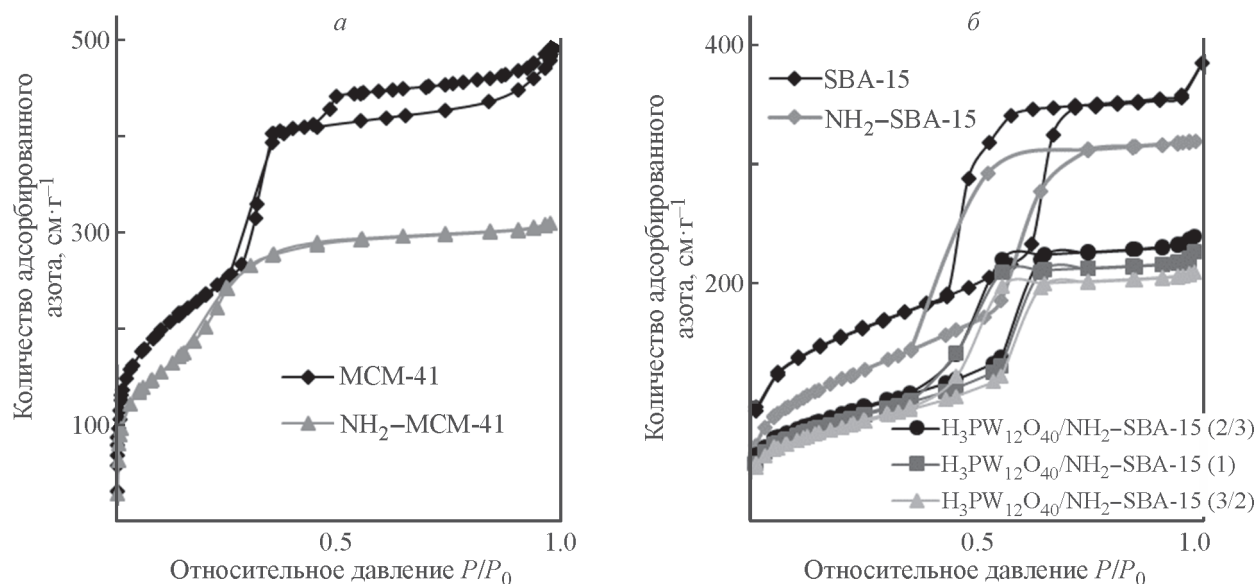 а
Количество адсорбированного
азота, см·г⁻¹
500
300
100
MCM-41
NH₂–MCM-41
0.5
1.0
Относительное давление P/P₀
б
Количество адсорбированного
азота, см·г⁻¹
400
200
SBA-15
NH₂–SBA-15
H₃PW₁₂O₄₀/NH₂–SBA-15 (2/3)
H₃PW₁₂O₄₀/NH₂–SBA-15 (1)
H₃PW₁₂O₄₀/NH₂–SBA-15 (3/2)
0.5
1.0
Относительное давление P/P₀